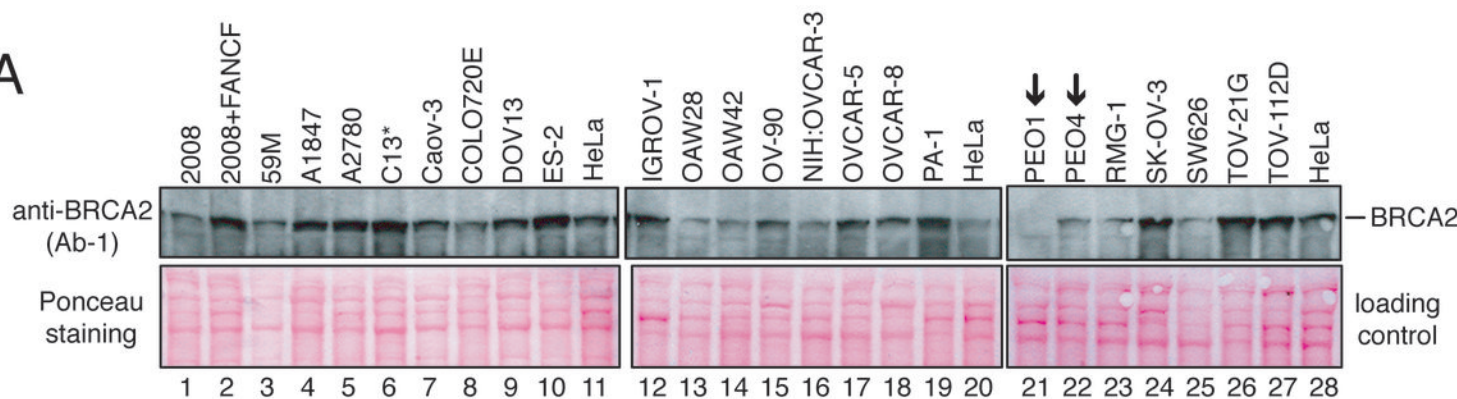 A
2008
2008+FANCF
59M
A1847
A2780
C13*
Caov-3
COLO720E
DOV13
ES-2
HeLa
IGROV-1
OAW28
OAW42
OV-90
NIH:OVCAR-3
OVCAR-5
OVCAR-8
PA-1
HeLa
PEO1
PEO4
RMG-1
SK-OV-3
SW626
TOV-21G
TOV-112D
HeLa
anti-BRCA2
(Ab-1)
BRCA2
Ponceau
staining
loading
control
1 2 3 4 5 6 7 8 9 10 11 12 13 14 15 16 17 18 19 20 21 22 23 24 25 26 27 28